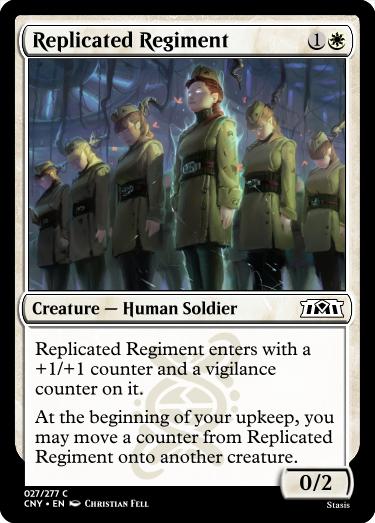 Replicated Regiment 1
Creature — Human Soldier
Replicated Regiment enters with a
+1/+1 counter and a vigilance
counter on it.
At the beginning of your upkeep, you
may move a counter from Replicated
Regiment onto another creature.
0/2
027/277 C
CNY • EN Christian Fell
Stasis